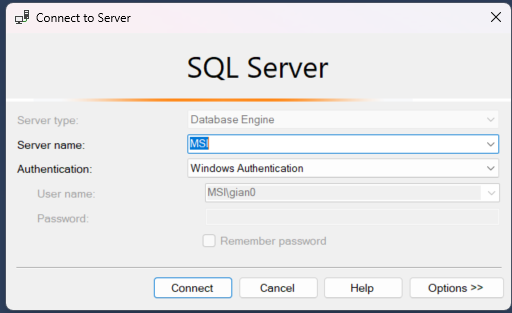 Connect to Server
SQL Server
Server type: Database Engine
Server name: MSI
Authentication: Windows Authentication
User name: MSI\gian0
Password:
Remember password
Connect Cancel Help Options >>